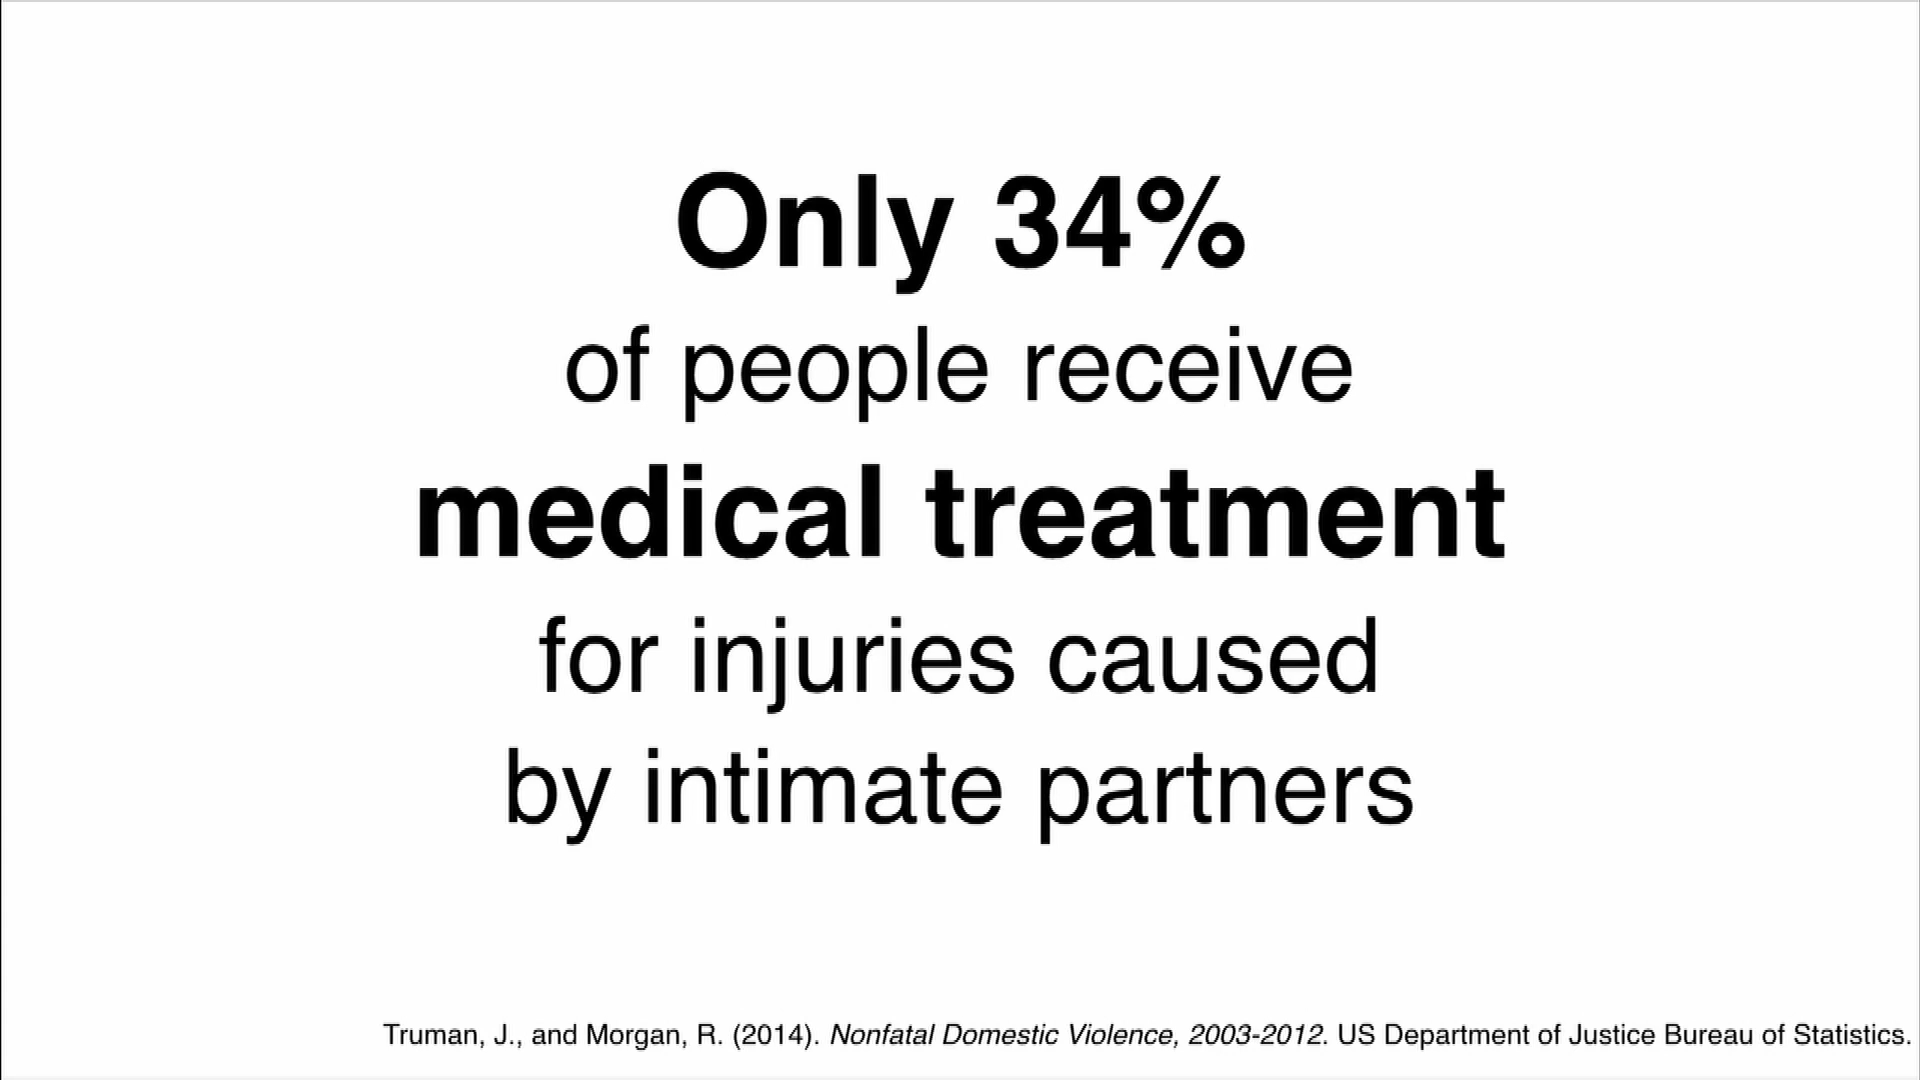 Only 34%
of people receive
medical treatment
for injuries caused
by intimate partners
Truman, J., and Morgan, R. (2014). Nonfatal Domestic Violence, 2003-2012. US Department of Justice Bureau of Statistics.